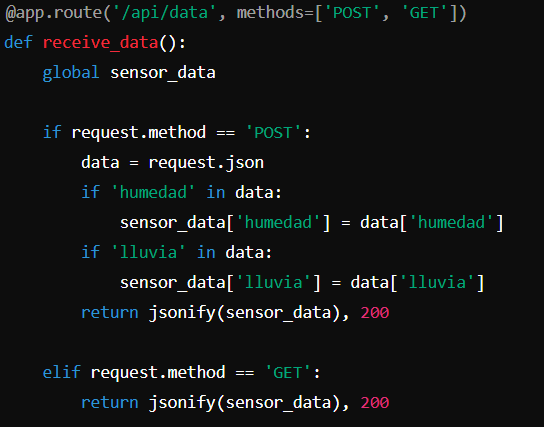 @app.route('/api/data', methods=['POST', 'GET'])
def receive_data():
    global sensor_data

    if request.method == 'POST':
        data = request.json
        if 'humedad' in data:
            sensor_data['humedad'] = data['humedad']
        if 'lluvia' in data:
            sensor_data['lluvia'] = data['lluvia']
        return jsonify(sensor_data), 200

    elif request.method == 'GET':
        return jsonify(sensor_data), 200